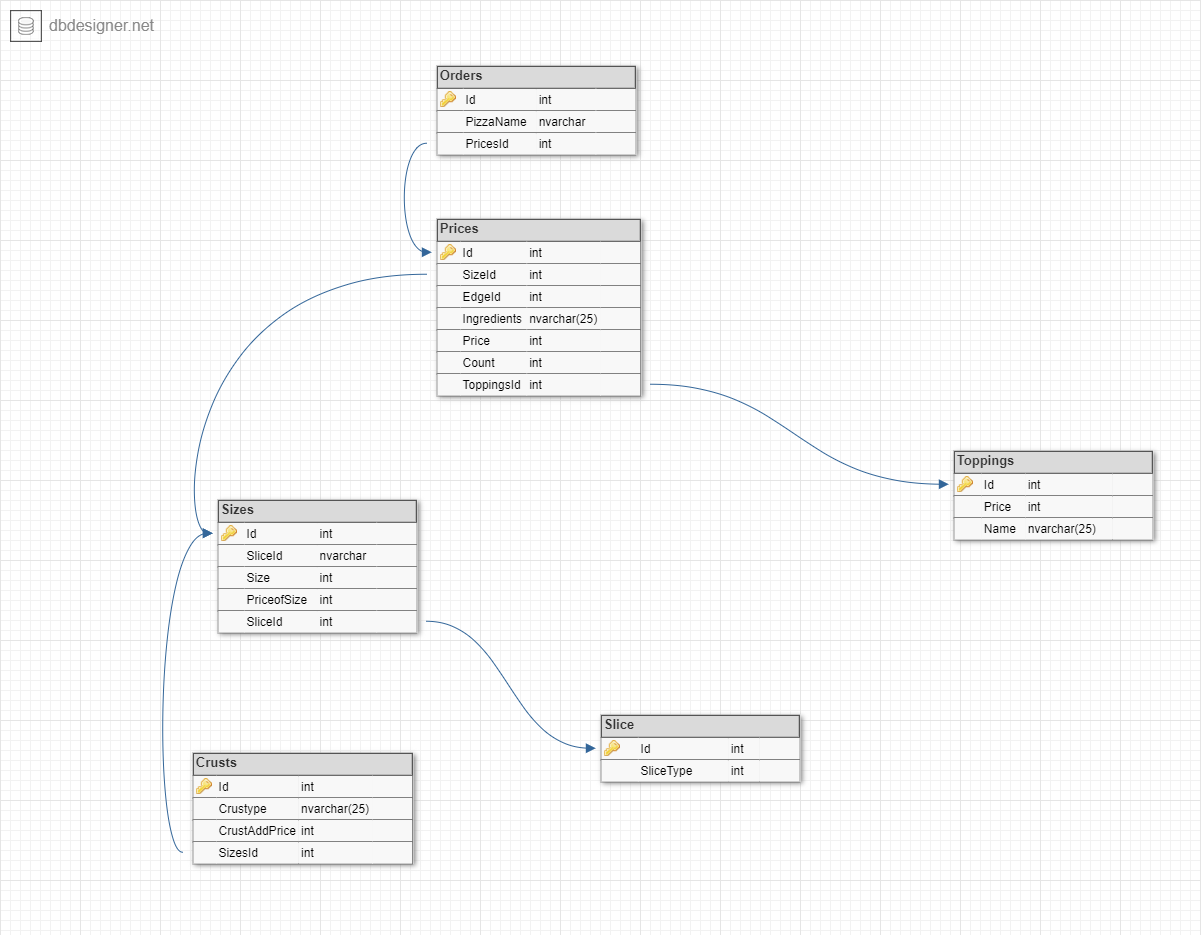 dbdesigner.net
Orders
Id int
PizzaName nvarchar
PricesId int
Prices
Id int
SizeId int
EdgeId int
Ingredients nvarchar(25)
Price int
Count int
ToppingsId int
Toppings
Id int
Price int
Name nvarchar(25)
Sizes
Id int
SliceId nvarchar
Size int
PriceofSize int
SliceId int
Slice
Id int
SliceType int
Crusts
Id int
Crustype nvarchar(25)
CrustAddPrice int
SizesId int